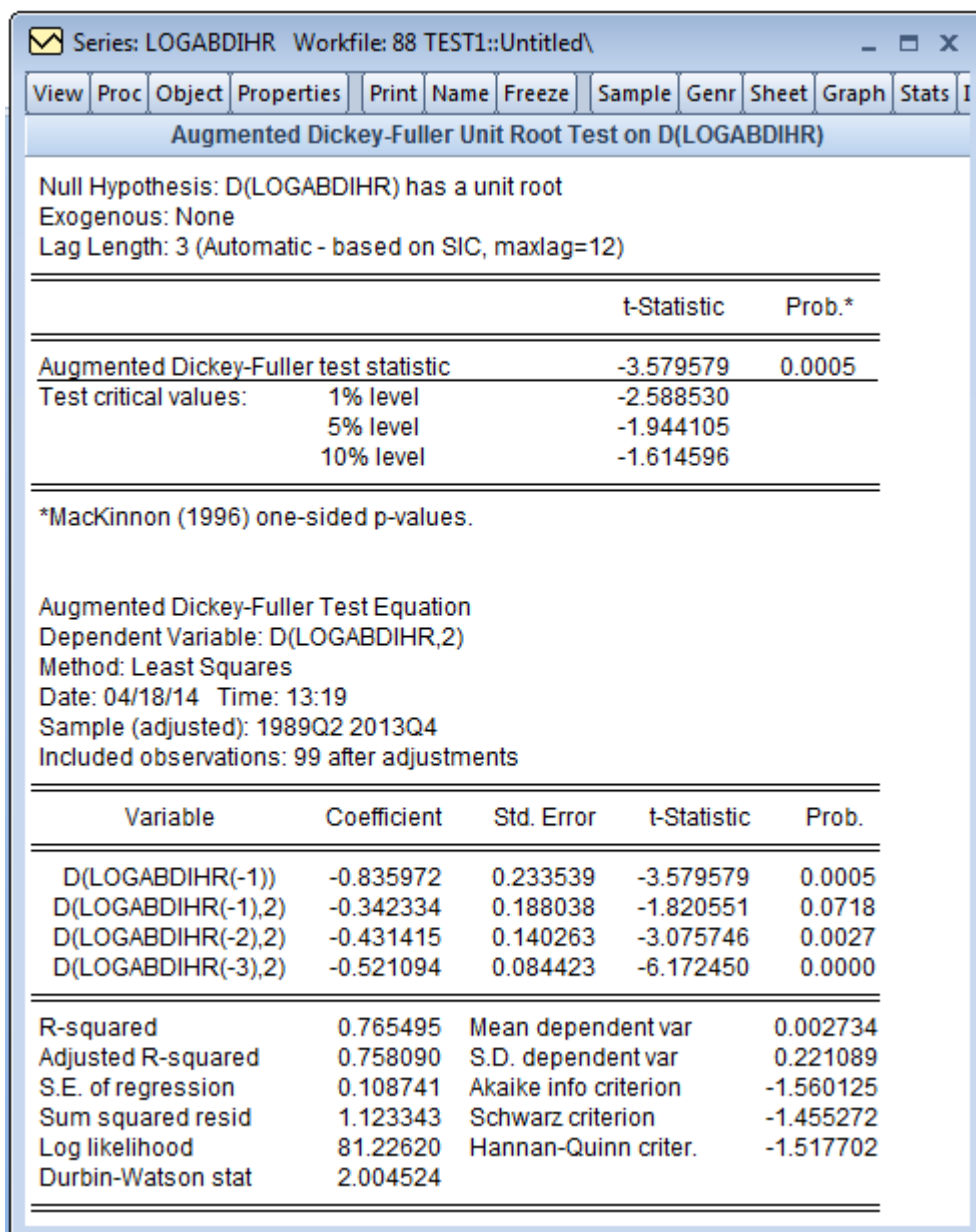 Series: LOGABDIHR Workfile: 88 TEST1::Untitled\
View Proc Object Properties Print Name Freeze Sample Genr Sheet Graph Stats
Augmented Dickey-Fuller Unit Root Test on D(LOGABDIHR)
Null Hypothesis: D(LOGABDIHR) has a unit root
Exogenous: None
Lag Length: 3 (Automatic - based on SIC, maxlag=12)
t-Statistic Prob.*
Augmented Dickey-Fuller test statistic -3.579579 0.0005
Test critical values: 1% level -2.588530
5% level -1.944105
10% level -1.614596
*MacKinnon (1996) one-sided p-values.
Augmented Dickey-Fuller Test Equation
Dependent Variable: D(LOGABDIHR,2)
Method: Least Squares
Date: 04/18/14 Time: 13:19
Sample (adjusted): 1989Q2 2013Q4
Included observations: 99 after adjustments
Variable Coefficient Std. Error t-Statistic Prob.
D(LOGABDIHR(-1)) -0.835972 0.233539 -3.579579 0.0005
D(LOGABDIHR(-1),2) -0.342334 0.188038 -1.820551 0.0718
D(LOGABDIHR(-2),2) -0.431415 0.140263 -3.075746 0.0027
D(LOGABDIHR(-3),2) -0.521094 0.084423 -6.172450 0.0000
R-squared 0.765495 Mean dependent var 0.002734
Adjusted R-squared 0.758090 S.D. dependent var 0.221089
S.E. of regression 0.108741 Akaike info criterion -1.560125
Sum squared resid 1.123343 Schwarz criterion -1.455272
Log likelihood 81.22620 Hannan-Quinn criter. -1.517702
Durbin-Watson stat 2.004524